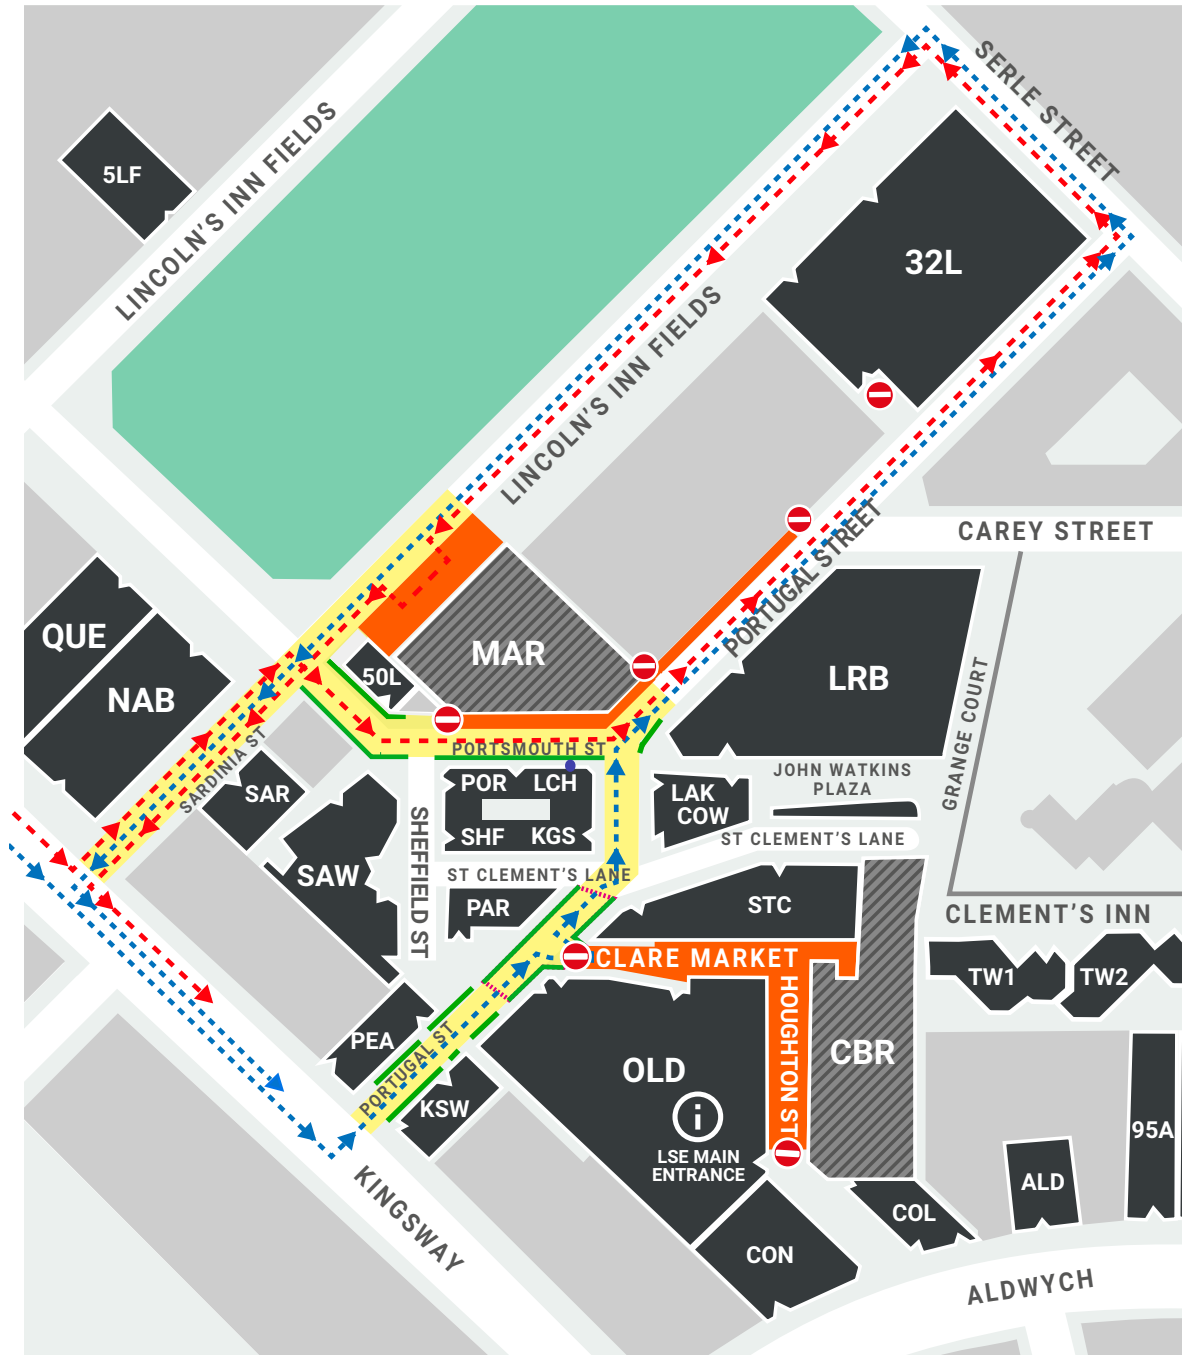 SERLE STREET
LINCOLN'S INN FIELDS
5LF
32L
LINCOLN'S INN FIELDS
CAREY STREET
PORTUGAL STREET
QUE
MAR
50L
LRB
NAB
GRANGE COURT
SARDINIA ST
PORTSMOUTH ST
JOHN WATKINS
PLAZA
SAR
POR
LCH
LAK
COW
SHF
KGS
SHEFFIELD ST
ST CLEMENT'S LANE
SAW
ST CLEMENT'S LANE
PAR
STC
CLEMENT'S INN
CLARE MARKET
TW1
TW2
HOUGHTON ST
PEA
PORTUGAL ST
OLD
CBR
KSW
i
LSE MAIN
ENTRANCE
95A
ALD
KINGSWAY
COL
CON
ALDWYCH